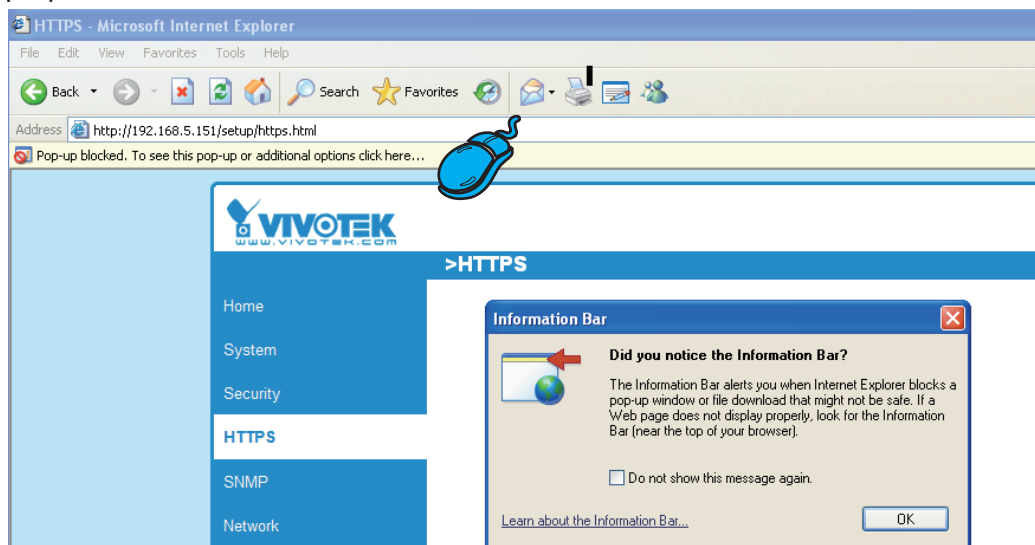 HTTPS - Microsoft Internet Explorer
File Edit View Favorites Tools Help
Back Search Favorites
Address http://192.168.5.151/setup/https.html
Pop-up blocked. To see this pop-up or additional options click here...
VIVOTEK
www.vivotek.com
>HTTPS
Home
System
Security
HTTPS
SNMP
Network
Information Bar
Did you notice the Information Bar?
The Information Bar alerts you when Internet Explorer blocks a
pop-up window or file download that might not be safe. If a
Web page does not display properly, look for the Information
Bar (near the top of your browser).
Do not show this message again.
Learn about the Information Bar...
OK